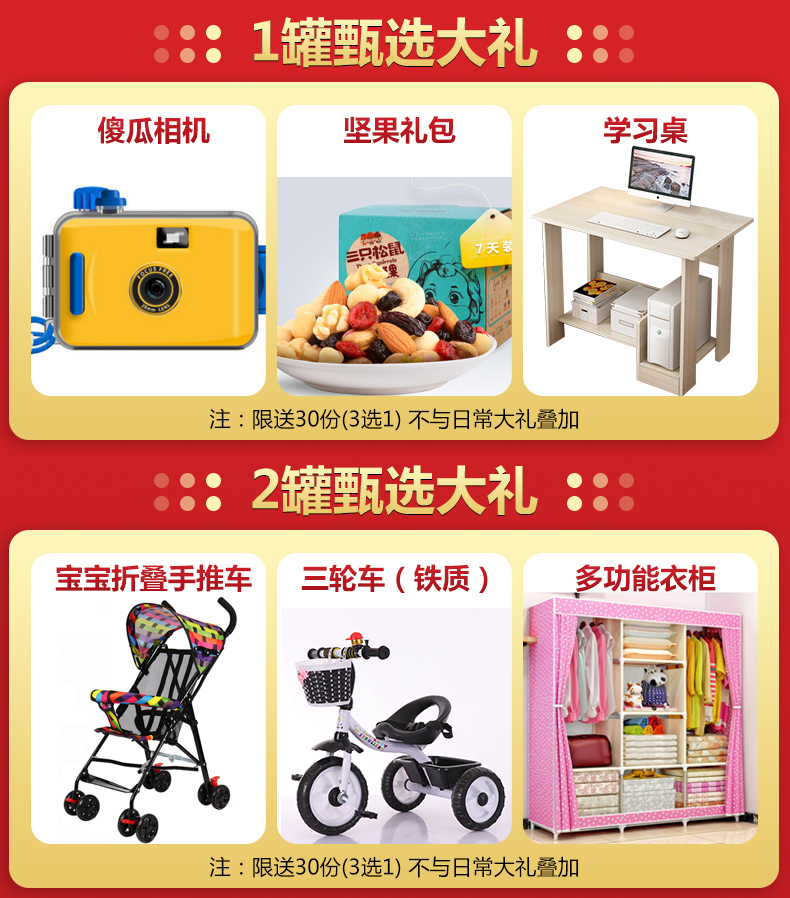 1罐甄选大礼
傻瓜相机
坚果礼包
学习桌
FOCUS FREE
28mm LENS
三只松鼠
7天装
注：限送30份(3选1) 不与日常大礼叠加
2罐甄选大礼
宝宝折叠手推车
三轮车（铁质）
多功能衣柜
注：限送30份(3选1) 不与日常大礼叠加